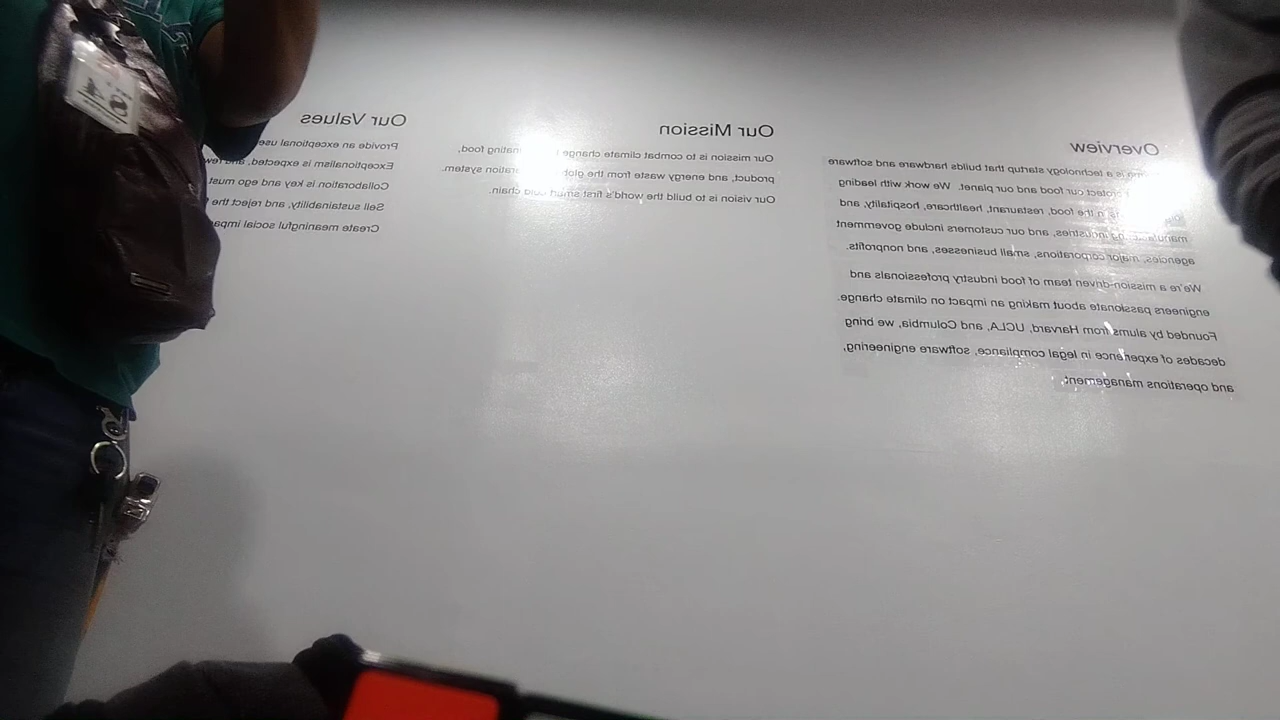 Overview
is a technology startup that builds hardware and software
protect our food and our planet. We work with leading
in the food, restaurant, healthcare, hospitality, and
industries, and our customers include government
agencies, major corporations, small businesses, and nonprofits.
We're a mission-driven team of food industry professionals and
engineers passionate about making an impact on climate change.
Founded by alums from Harvard, UCLA, and Columbia, we bring
decades of experience in legal compliance, software engineering,
and operations management.
Our Mission
Our mission is to combat climate change food,
product, and energy waste from the system.
Our vision is to build the world's first smart cold chain.
Our Values
Provide an exceptional
Exceptionalism is expected, and
Collaboration is key and ego must
Sell sustainability, and reject the
Create meaningful social